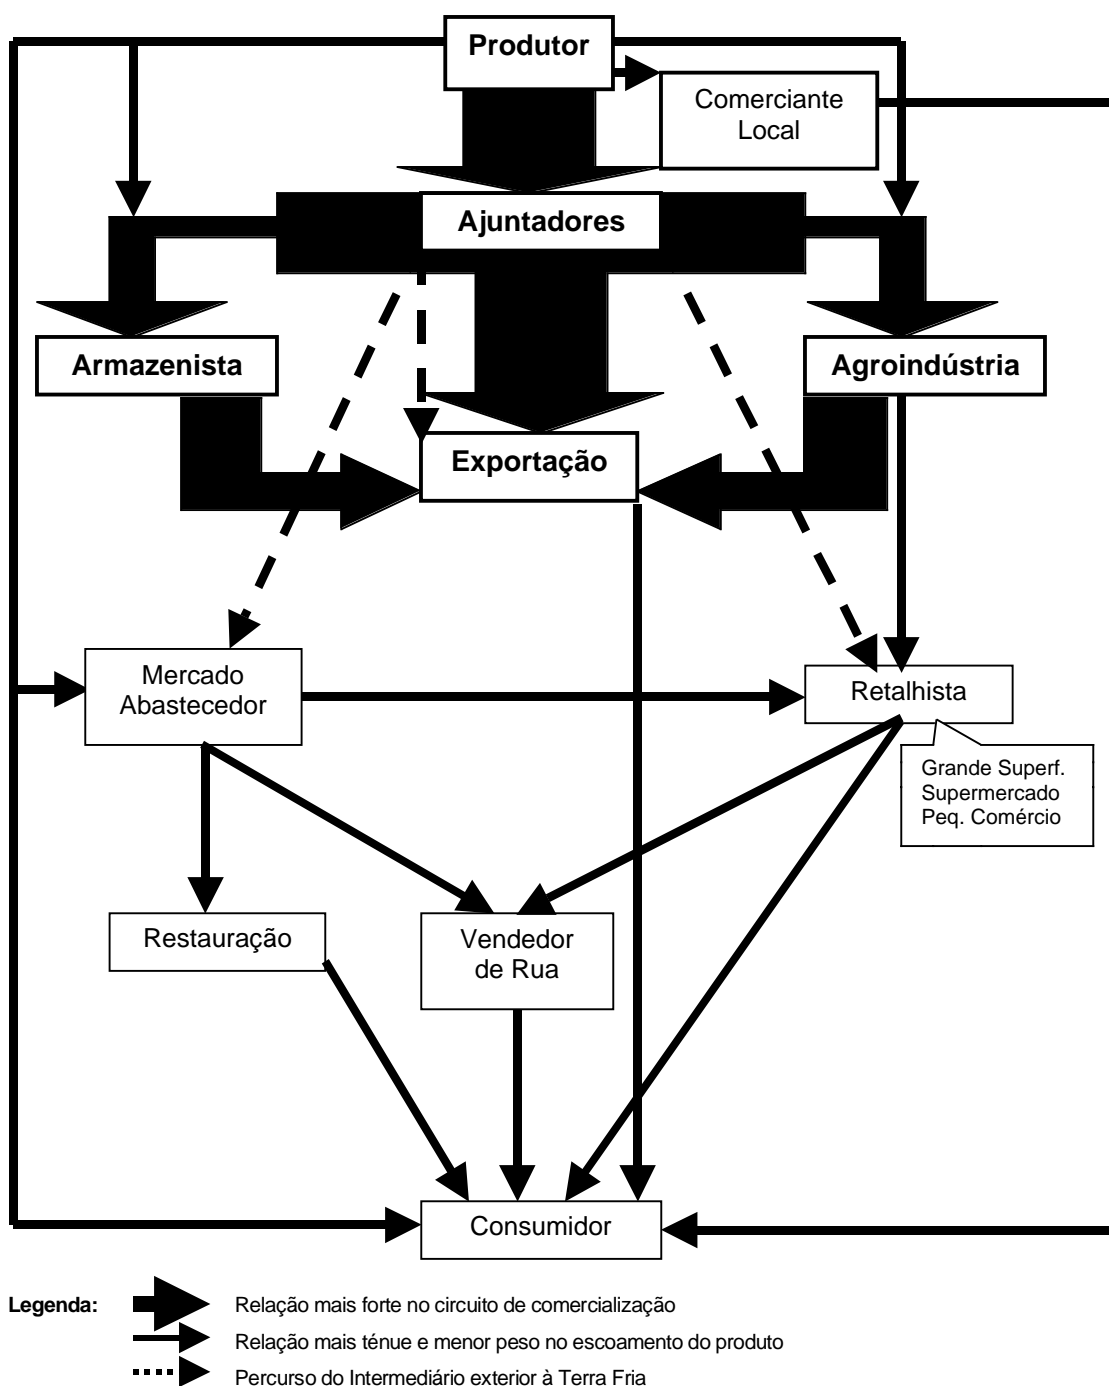 Produtor
Comerciante
Local
Ajuntadores
Armazenista
Agroindústria
Exportação
Mercado
Abastecedor
Retalhista
Grande Superf.
Supermercado
Peq. Comércio
Restauração
Vendedor
de Rua
Consumidor
Legenda:
Relação mais forte no circuito de comercialização
Relação mais ténue e menor peso no escoamento do produto
Percurso do Intermediário exterior à Terra Fria